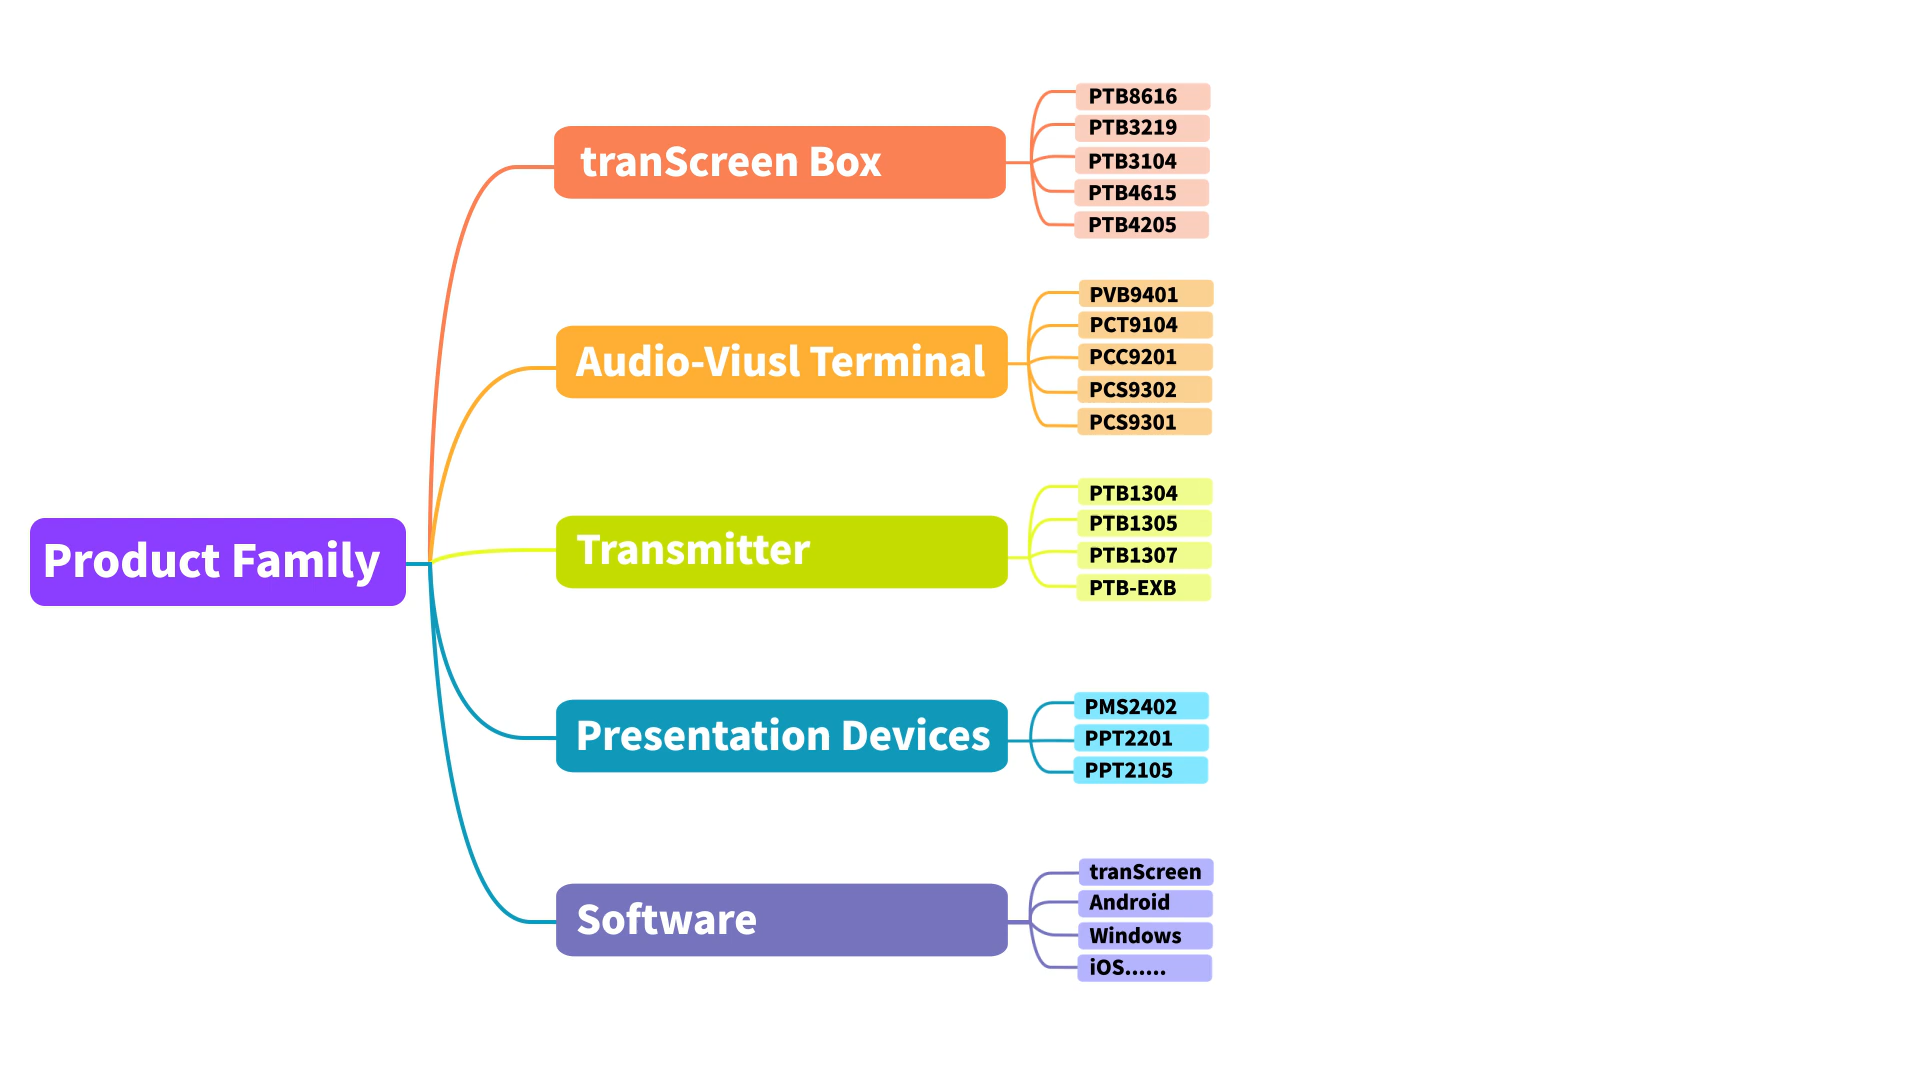 Product Family
tranScreen Box
PTB8616
PTB3219
PTB3104
PTB4615
PTB4205
Audio-Viusl Terminal
PVB9401
PCT9104
PCC9201
PCS9302
PCS9301
Transmitter
PTB1304
PTB1305
PTB1307
PTB-EXB
Presentation Devices
PMS2402
PPT2201
PPT2105
Software
tranScreen
Android
Windows
iOS......